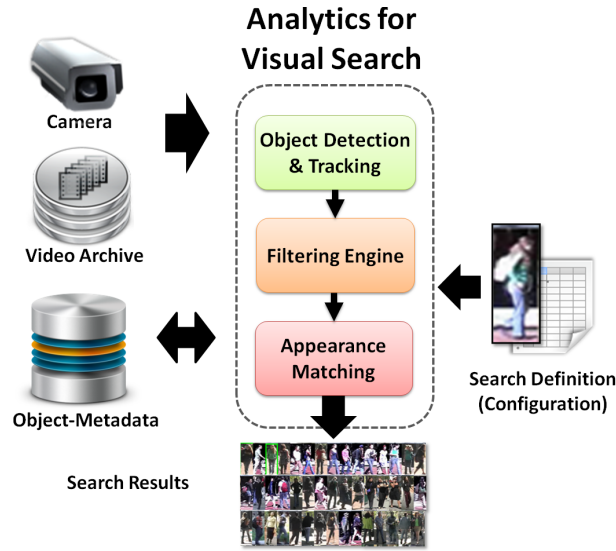 Analytics for
Visual Search
Camera
Object Detection
& Tracking
Video Archive
Filtering Engine
Appearance
Matching
Object-Metadata
Search Definition
(Configuration)
Search Results